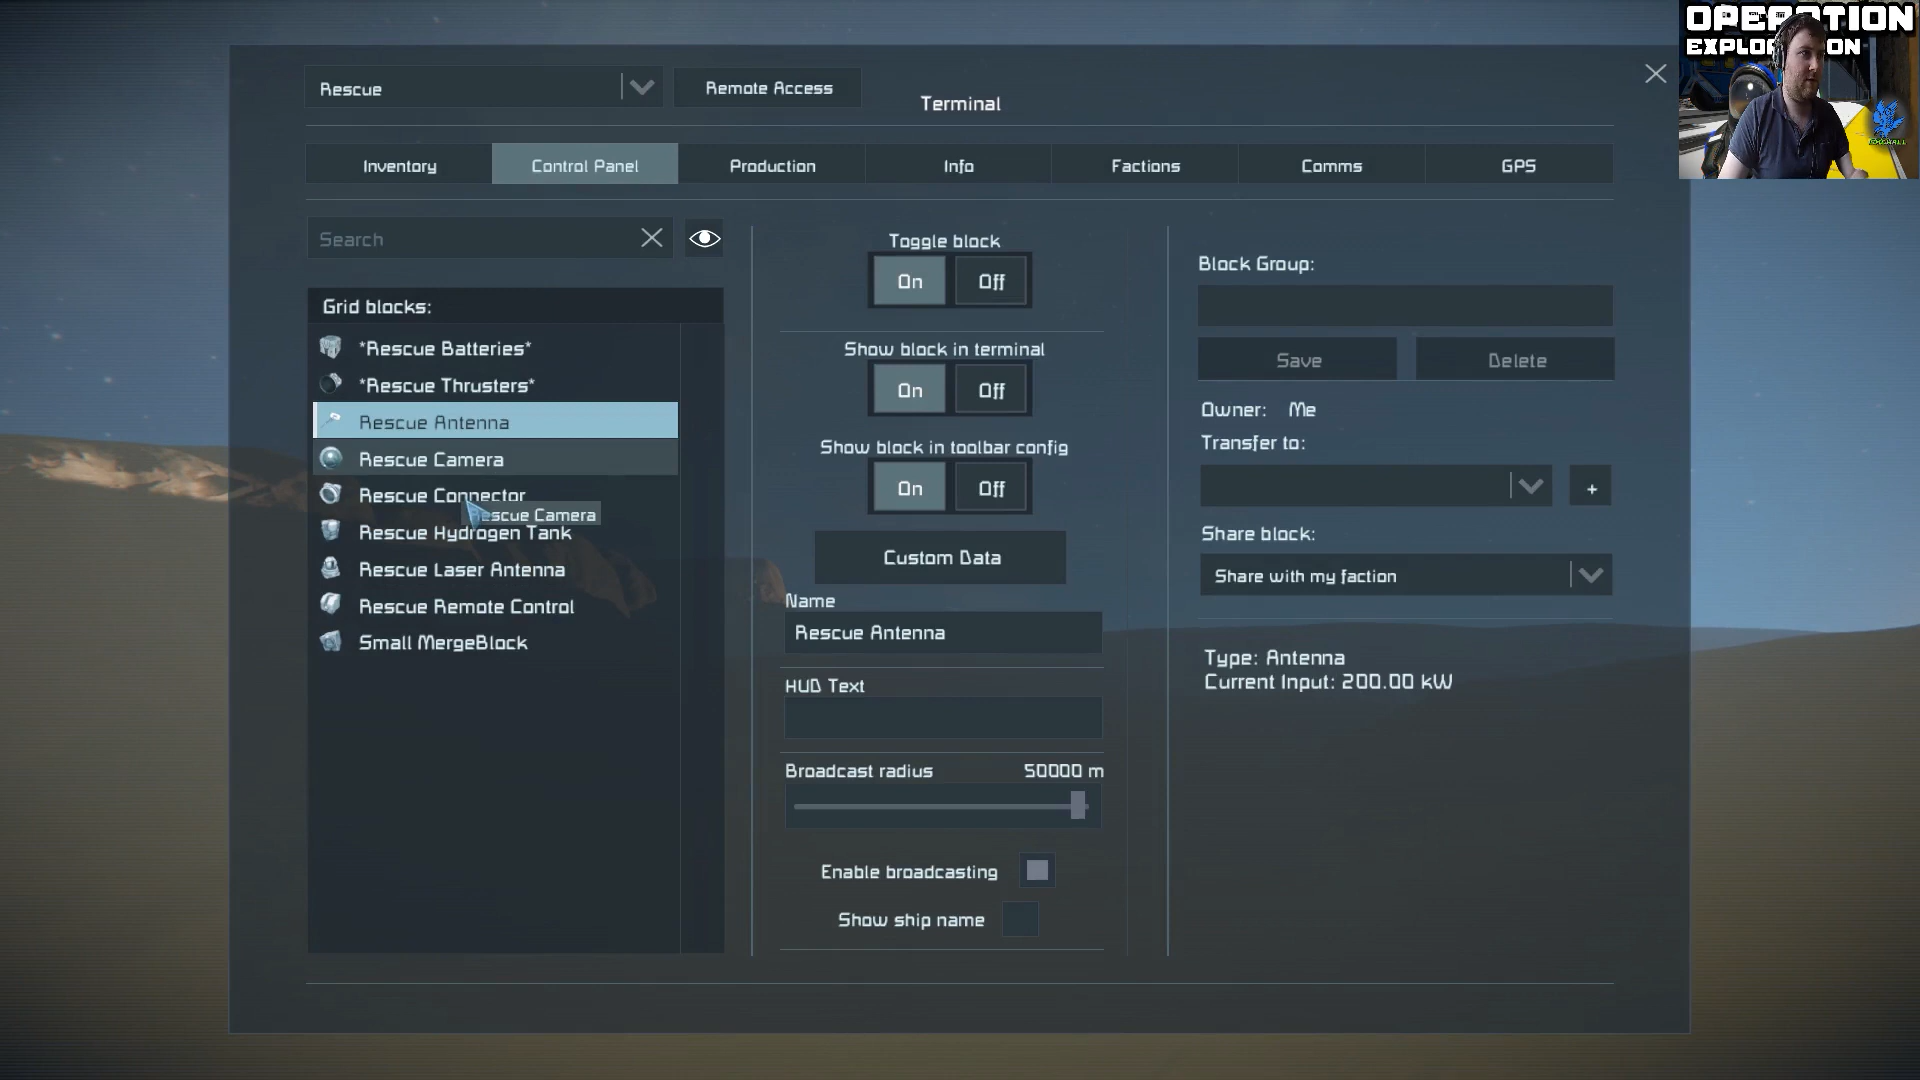 OPERATION
EXPLORATION
Rescue
Remote Access
Terminal
Inventory
Control Panel
Production
Info
Factions
Comms
GPS
Search
Grid blocks:
*Rescue Batteries*
*Rescue Thrusters*
Rescue Antenna
Rescue Camera
Rescue Connector
Rescue Camera
Rescue Hydrogen Tank
Rescue Laser Antenna
Rescue Remote Control
Small MergeBlock
Toggle block
On
Off
Show block in terminal
On
Off
Show block in toolbar config
On
Off
Custom Data
Name
Rescue Antenna
HUD Text
Broadcast radius
50000 m
Enable broadcasting
Show ship name
Block Group:
Save
Delete
Owner: Me
Transfer to:
+
Share block:
Share with my faction
Type: Antenna
Current Input: 200.00 kW